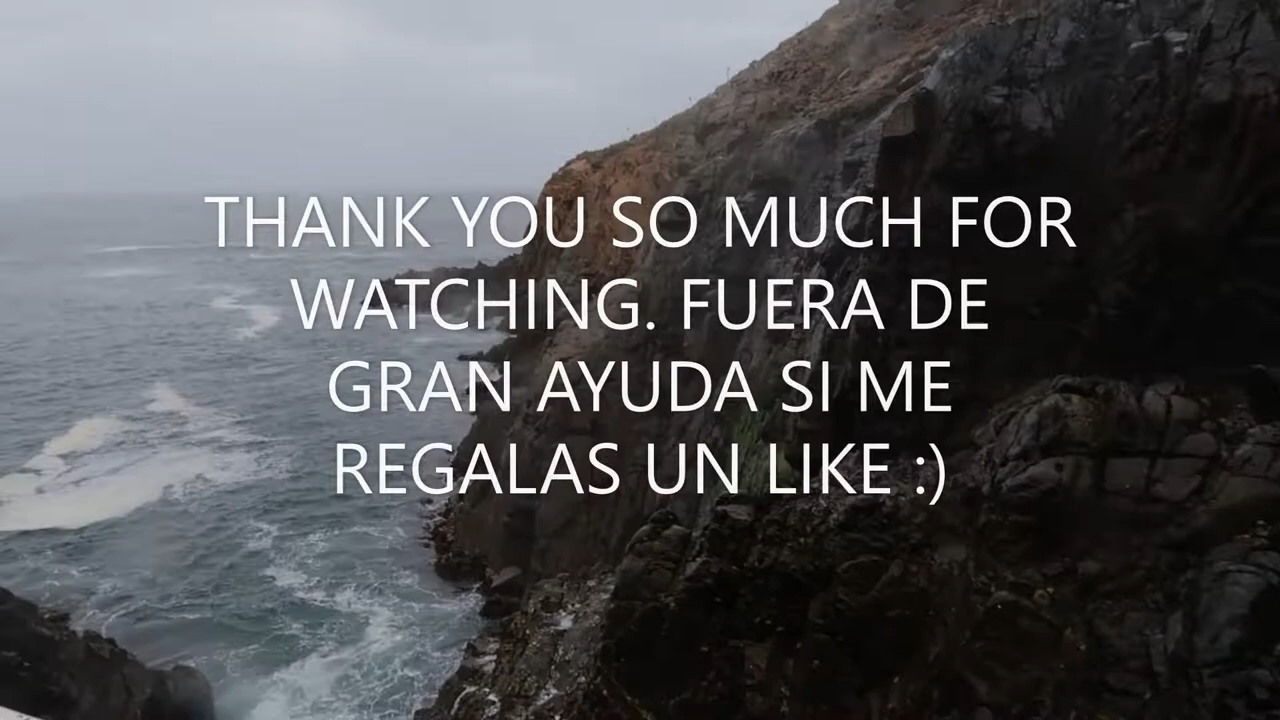 THANK YOU SO MUCH FOR
WATCHING. FUERA DE
GRAN AYUDA SI ME
REGALAS UN LIKE :)